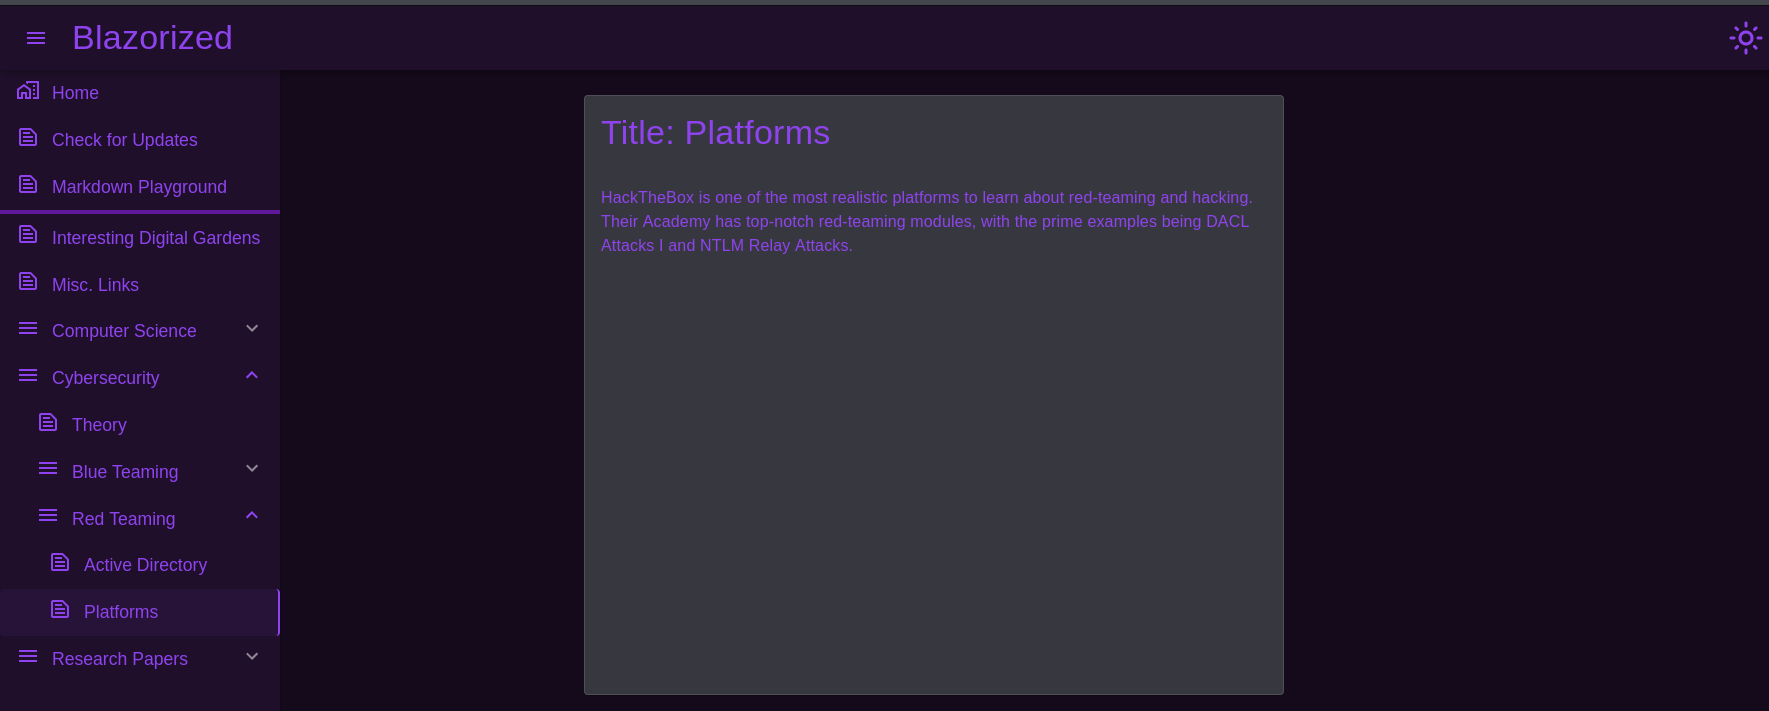 Blazorized
Home
Check for Updates
Markdown Playground
Interesting Digital Gardens
Misc. Links
Computer Science
Cybersecurity
Theory
Blue Teaming
Red Teaming
Active Directory
Platforms
Research Papers
Title: Platforms
HackTheBox is one of the most realistic platforms to learn about red-teaming and hacking.
Their Academy has top-notch red-teaming modules, with the prime examples being DACL
Attacks I and NTLM Relay Attacks.